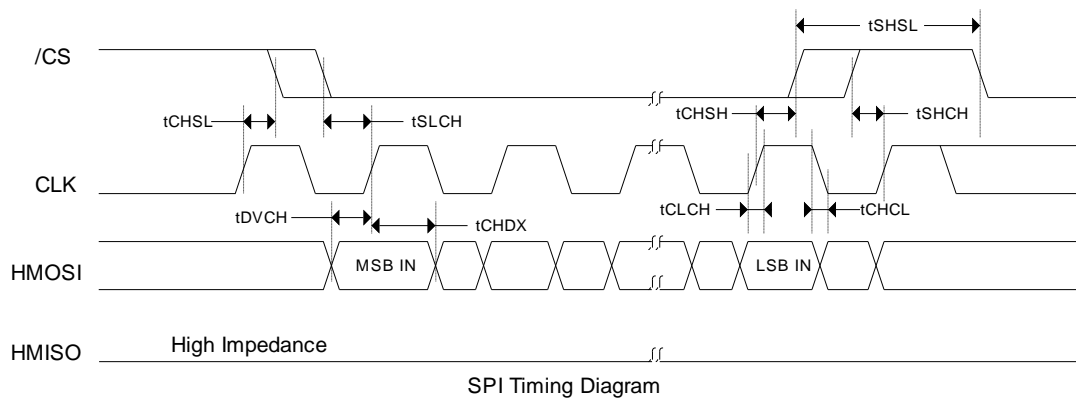 tSHSL
/CS
tCHSL
tSLCH
tCHSH
tSHCH
CLK
tDVCH
tCHDX
tCLCH
tCHCL
HMOSI
MSB IN
LSB IN
HMISO
High Impedance
SPI Timing Diagram